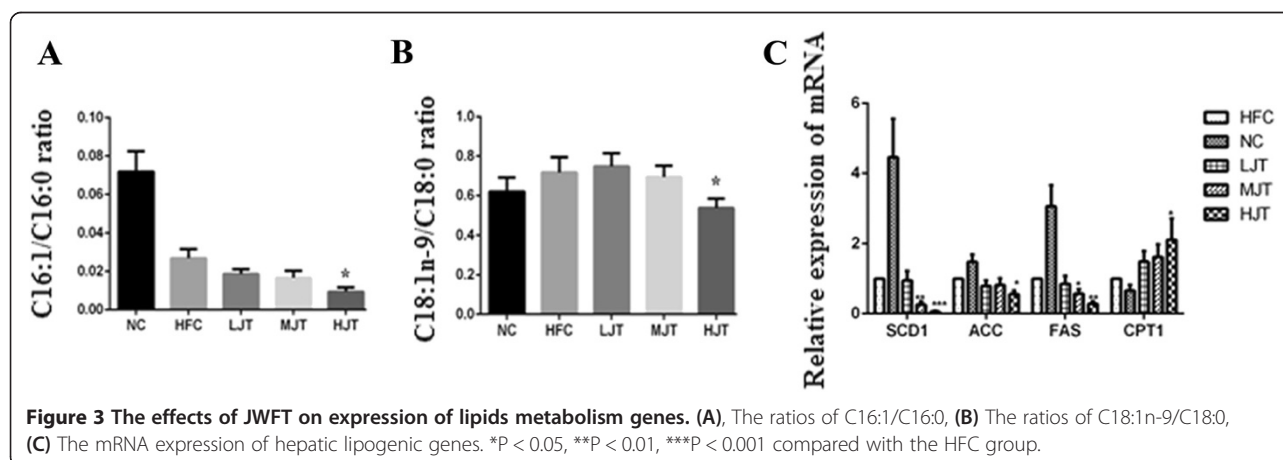 A
C16:1/C16:0 ratio
0.10
0.08
0.06
0.04
0.02
0.00
*
NC HFC LJT MJT HJT
B
C18:1n-9/C18:0 ratio
1.0
0.8
0.6
0.4
0.2
0.0
*
NC HFC LJT MJT HJT
C
Relative expression of mRNA
6
4
2
0
** *** * * ** *
SCD1 ACC FAS CPT1
HFC
NC
LJT
MJT
HJT
Figure 3 The effects of JWFT on expression of lipids metabolism genes. (A), The ratios of C16:1/C16:0, (B) The ratios of C18:1n-9/C18:0,
(C) The mRNA expression of hepatic lipogenic genes. *P < 0.05, **P < 0.01, ***P < 0.001 compared with the HFC group.